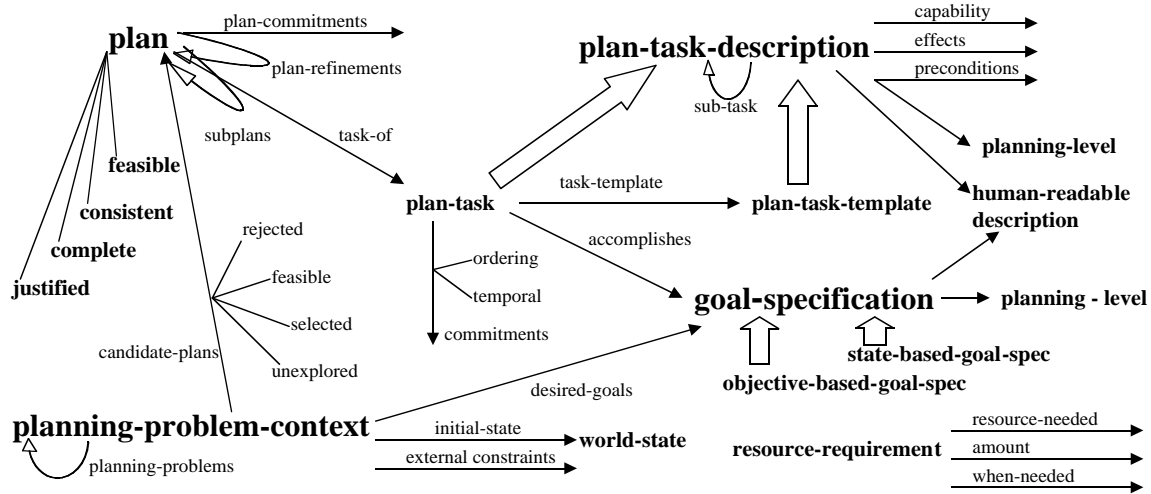 plan-commitments
plan
plan-refinements
subplans
task-of
feasible
consistent
complete
justified
rejected
feasible
selected
unexplored
candidate-plans
plan-task-description
capability
effects
preconditions
sub-task
planning-level
human-readable
description
plan-task
task-template
plan-task-template
accomplishes
ordering
temporal
commitments
goal-specification
planning - level
state-based-goal-spec
objective-based-goal-spec
desired-goals
planning-problem-context
planning-problems
initial-state
external constraints
world-state
resource-requirement
resource-needed
amount
when-needed